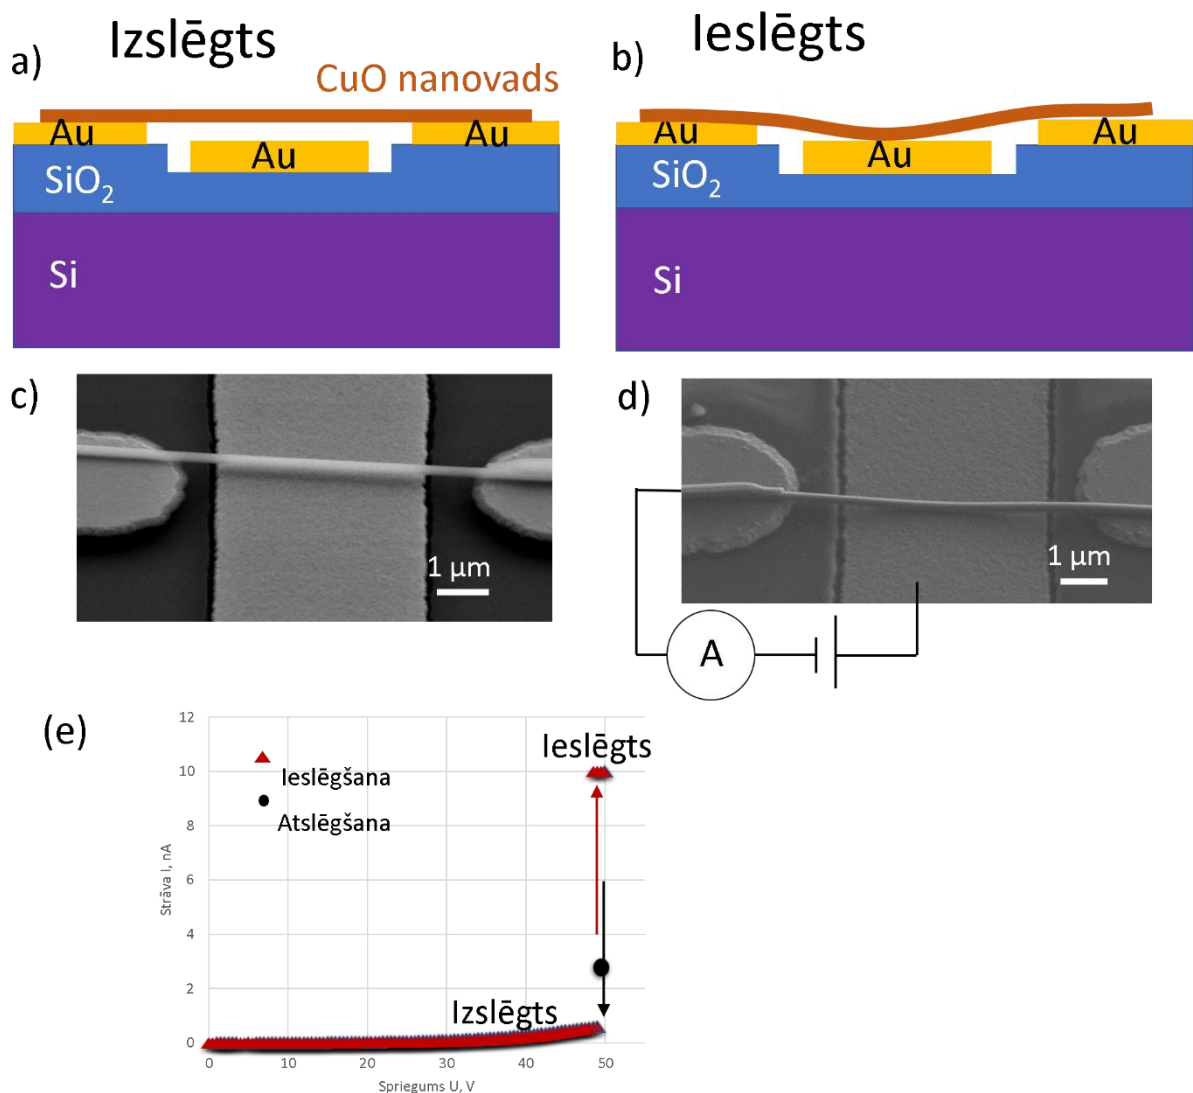 a)
Izslēgts
CuO nanovads
Au
Au
Au
SiO2
Si
b)
Ieslēgts
Au
Au
Au
SiO2
Si
c)
1 µm
d)
1 µm
A
(e)
12
10
8
6
4
2
0
Strāva I, nA
Ieslēgšana
Atslēgšana
Ieslēgts
Izslēgts
0
10
20
30
40
50
Spriegums U, V